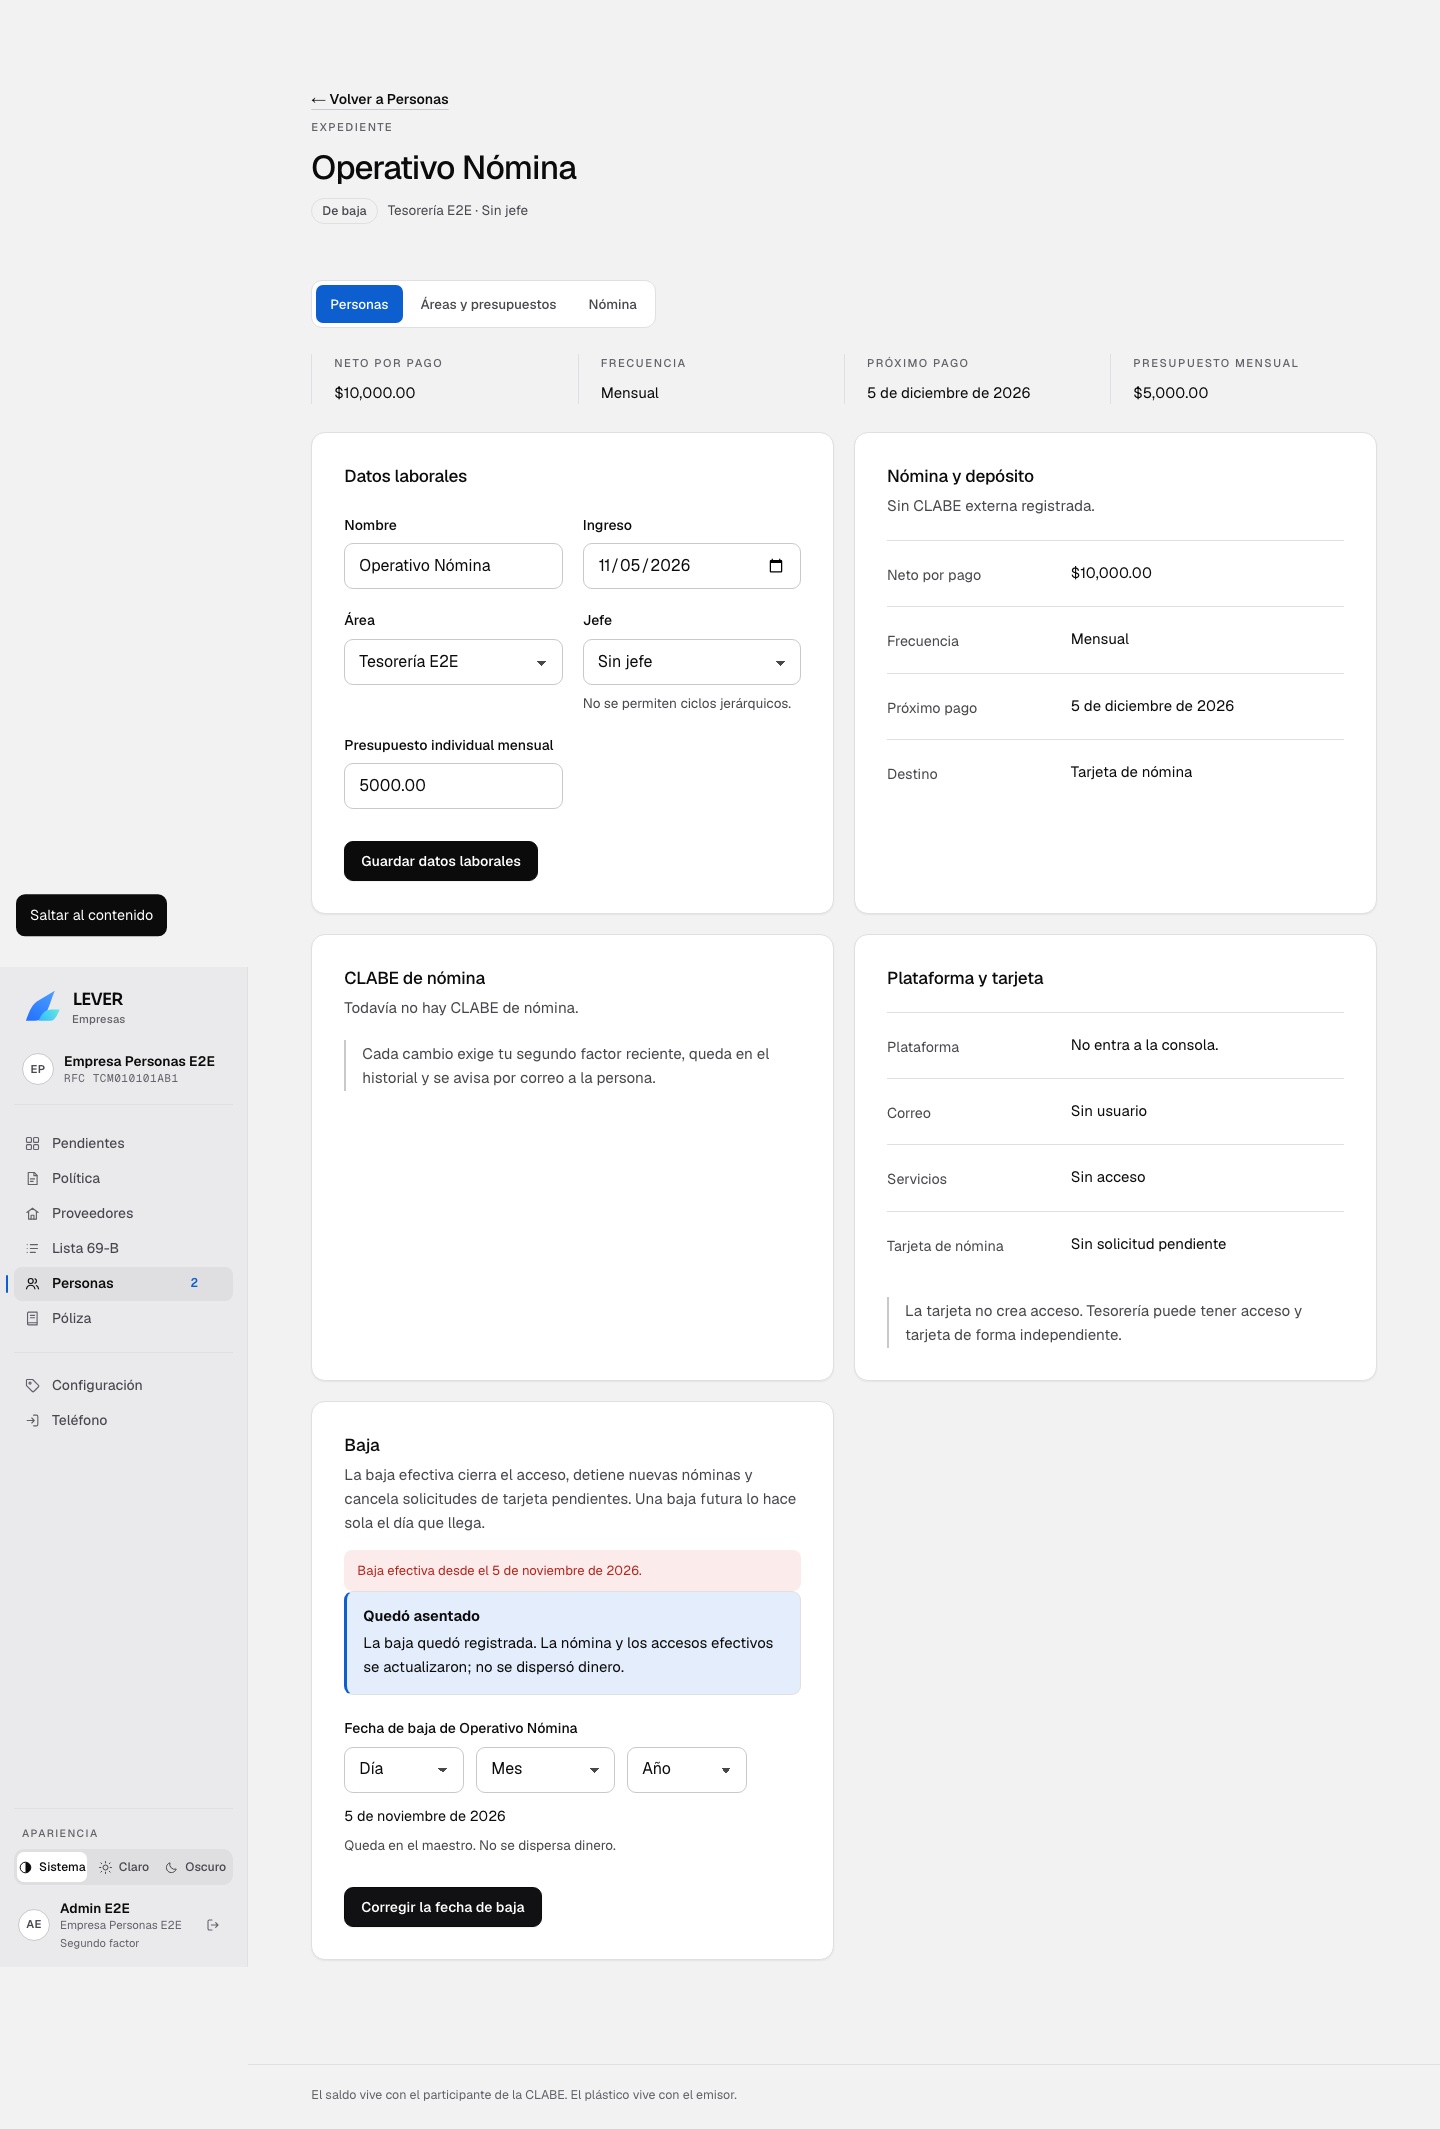 ← Volver a Personas
EXPEDIENTE
Operativo Nómina
De baja Tesorería E2E · Sin jefe
Personas Áreas y presupuestos Nómina
NETO POR PAGO
$10,000.00
FRECUENCIA
Mensual
PRÓXIMO PAGO
5 de diciembre de 2026
PRESUPUESTO MENSUAL
$5,000.00
Datos laborales
Nombre
Operativo Nómina
Ingreso
11/05/2026
Área
Tesorería E2E
Jefe
Sin jefe
No se permiten ciclos jerárquicos.
Presupuesto individual mensual
5000.00
Guardar datos laborales
Nómina y depósito
Sin CLABE externa registrada.
Neto por pago $10,000.00
Frecuencia Mensual
Próximo pago 5 de diciembre de 2026
Destino Tarjeta de nómina
Saltar al contenido
LEVER
Empresas
EP
Empresa Personas E2E
RFC TCM010101AB1
Pendientes
Política
Proveedores
Lista 69-B
Personas 2
Póliza
Configuración
Teléfono
CLABE de nómina
Todavía no hay CLABE de nómina.
Cada cambio exige tu segundo factor reciente, queda en el
historial y se avisa por correo a la persona.
Plataforma y tarjeta
Plataforma No entra a la consola.
Correo Sin usuario
Servicios Sin acceso
Tarjeta de nómina Sin solicitud pendiente
La tarjeta no crea acceso. Tesorería puede tener acceso y
tarjeta de forma independiente.
Baja
La baja efectiva cierra el acceso, detiene nuevas nóminas y
cancela solicitudes de tarjeta pendientes. Una baja futura lo hace
sola el día que llega.
Baja efectiva desde el 5 de noviembre de 2026.
Quedó asentado
La baja quedó registrada. La nómina y los accesos efectivos
se actualizaron; no se dispersó dinero.
Fecha de baja de Operativo Nómina
Día Mes Año
5 de noviembre de 2026
Queda en el maestro. No se dispersa dinero.
Corregir la fecha de baja
APARIENCIA
Sistema Claro Oscuro
AE
Admin E2E
Empresa Personas E2E
Segundo factor
El saldo vive con el participante de la CLABE. El plástico vive con el emisor.